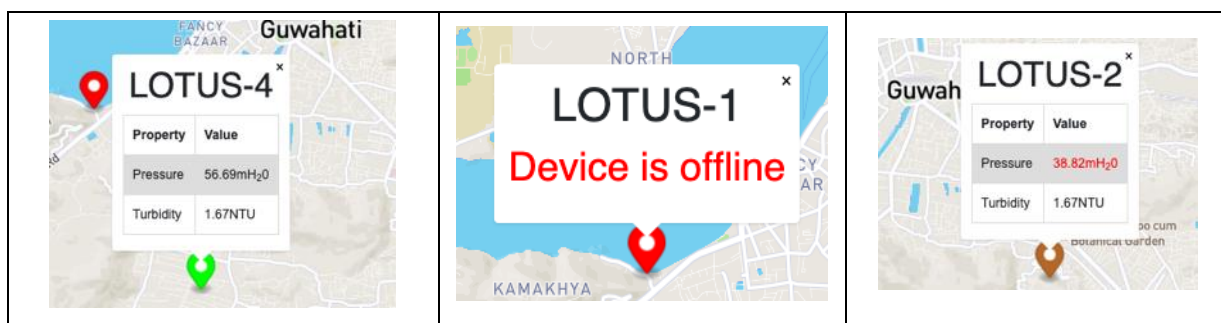 FANCY
BAZAAR
Guwahati
×
LOTUS-4
Property Value
Pressure 56.69mH₂0
Turbidity 1.67NTU
NORTH
×
LOTUS-1
Device is offline
KAMAKHYA
×
Guwah
LOTUS-2
Property Value
Pressure 38.82mH₂0
Turbidity 1.67NTU
Botanical Garden